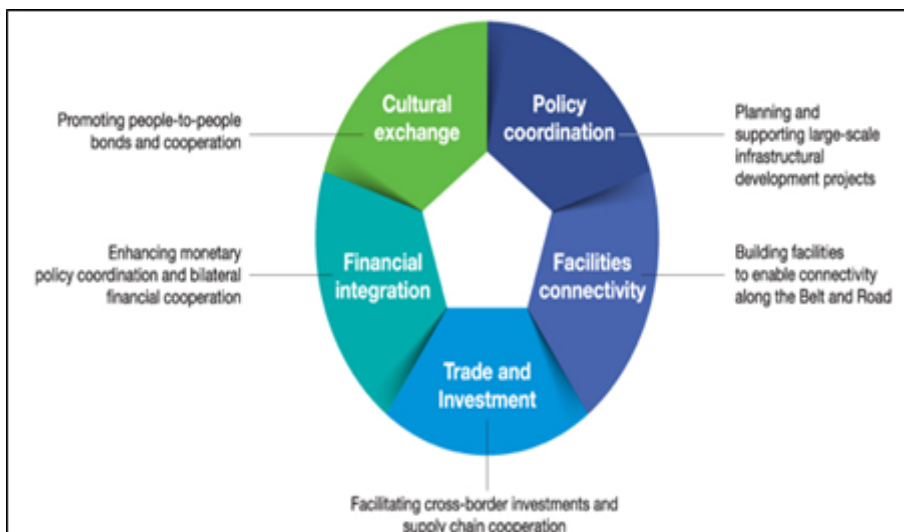 Cultural
exchange
Policy
coordination
Promoting people-to-people
bonds and cooperation
Planning and
supporting large-scale
infrastructural
development projects
Financial
integration
Facilities
connectivity
Enhancing monetary
policy coordination and bilateral
financial cooperation
Building facilities
to enable connectivity
along the Belt and Road
Trade and
Investment
Facilitating cross-border investments and
supply chain cooperation